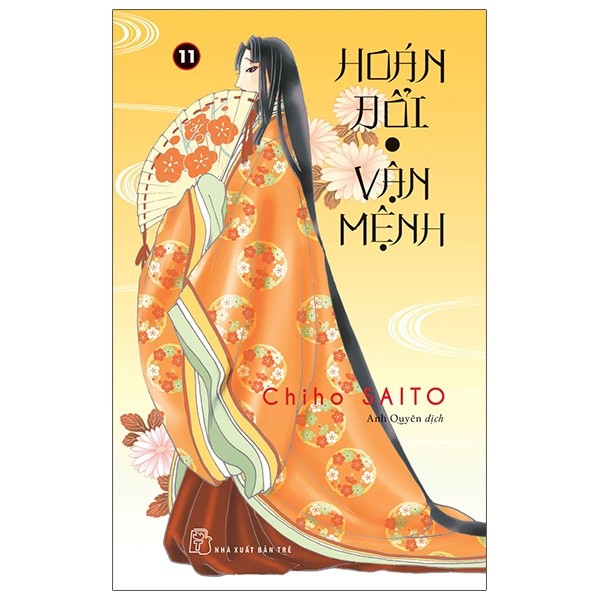 11
HOÁN
ĐỔI
•
VẬN
MỆNH
Chiho SAITO
Anh Quyên dịch
NHÀ XUẤT BẢN TRẺ